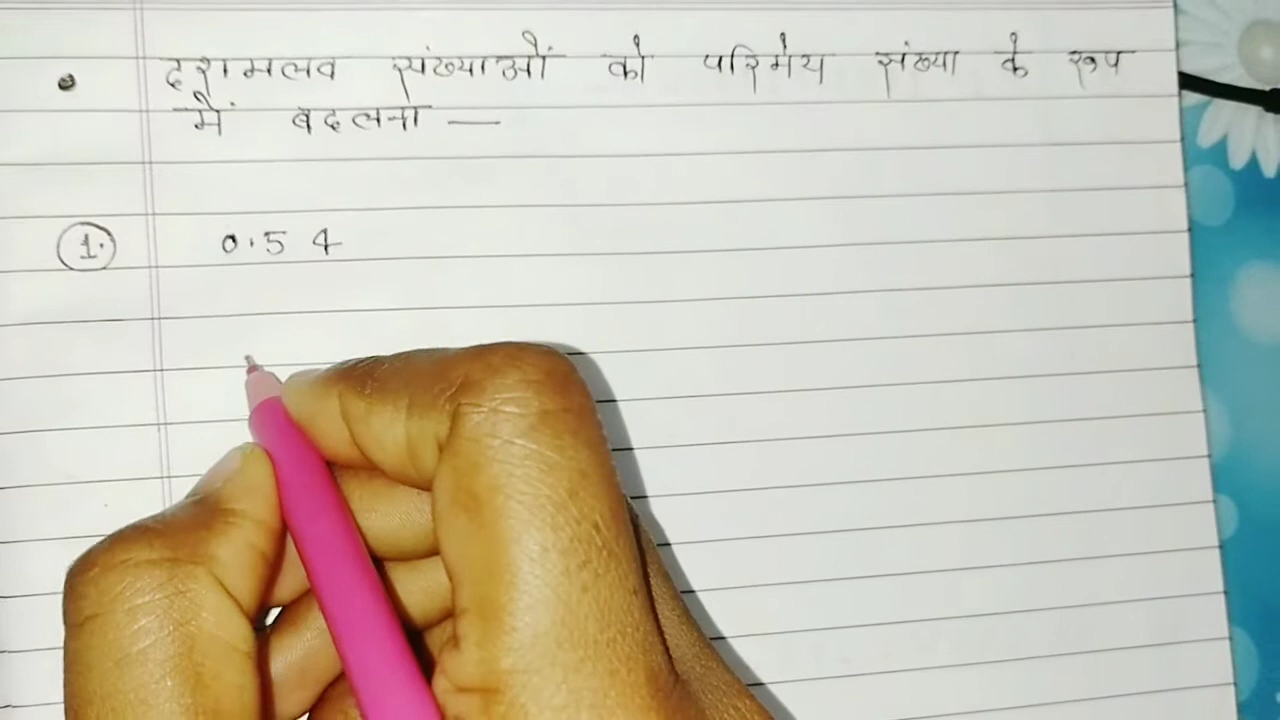 • दशमलव संख्याओं को परिमेय संख्या के रूप
में बदलना —
1. 0.54